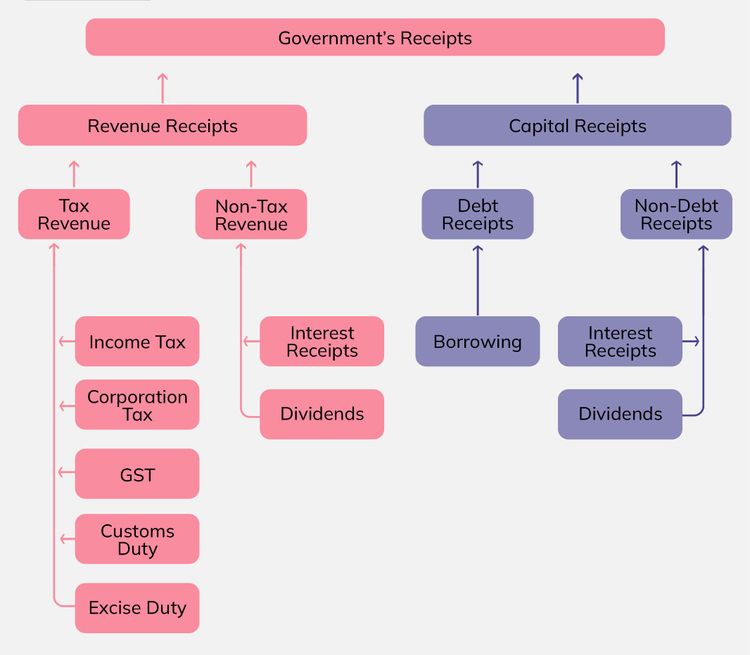 Government’s Receipts
Revenue Receipts
Capital Receipts
Tax
Revenue
Non-Tax
Revenue
Debt
Receipts
Non-Debt
Receipts
Income Tax
Interest
Receipts
Borrowing
Interest
Receipts
Corporation
Tax
Dividends
Dividends
GST
Customs
Duty
Excise Duty